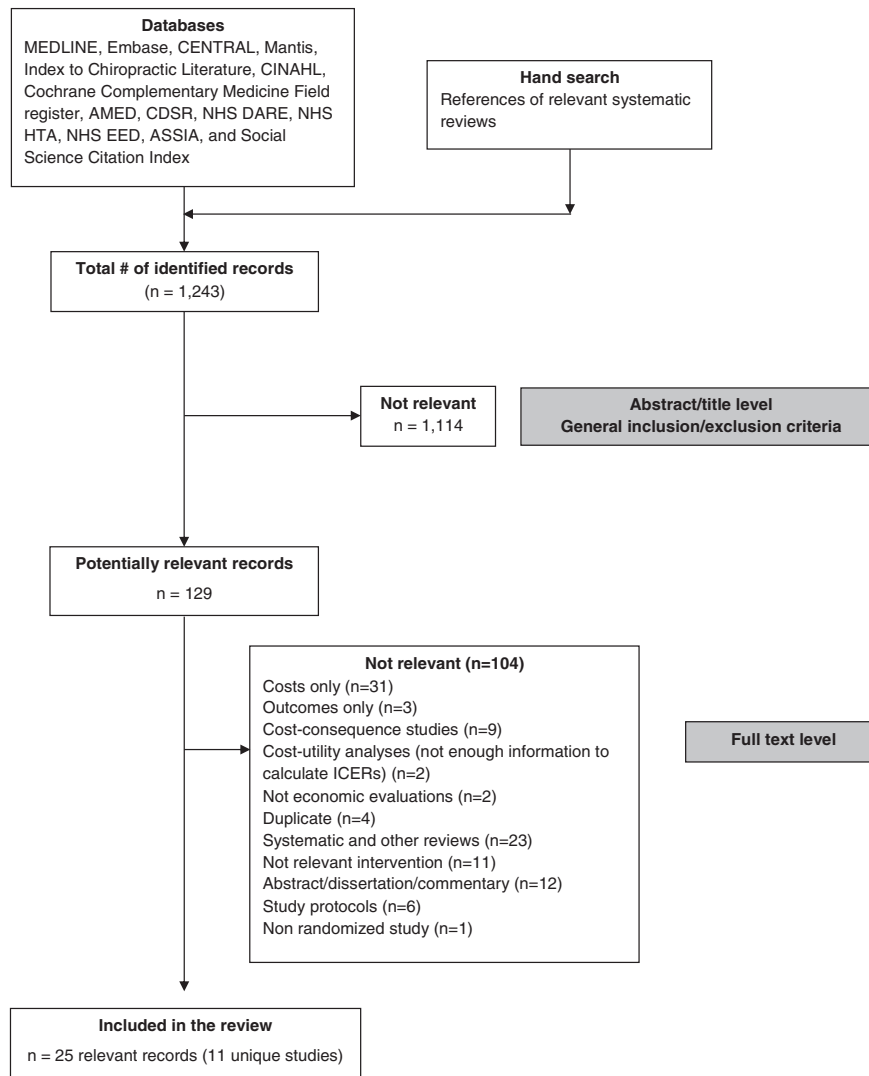 Databases
MEDLINE, Embase, CENTRAL, Mantis,
Index to Chiropractic Literature, CINAHL,
Cochrane Complementary Medicine Field
register, AMED, CDSR, NHS DARE, NHS
HTA, NHS EED, ASSIA, and Social
Science Citation Index
Hand search
References of relevant systematic
reviews
Total # of identified records
(n = 1,243)
Not relevant
n = 1,114
Abstract/title level
General inclusion/exclusion criteria
Potentially relevant records
n = 129
Not relevant (n=104)
Costs only (n=31)
Outcomes only (n=3)
Cost-consequence studies (n=9)
Cost-utility analyses (not enough information to
calculate ICERs) (n=2)
Not economic evaluations (n=2)
Duplicate (n=4)
Systematic and other reviews (n=23)
Not relevant intervention (n=11)
Abstract/dissertation/commentary (n=12)
Study protocols (n=6)
Non randomized study (n=1)
Full text level
Included in the review
n = 25 relevant records (11 unique studies)